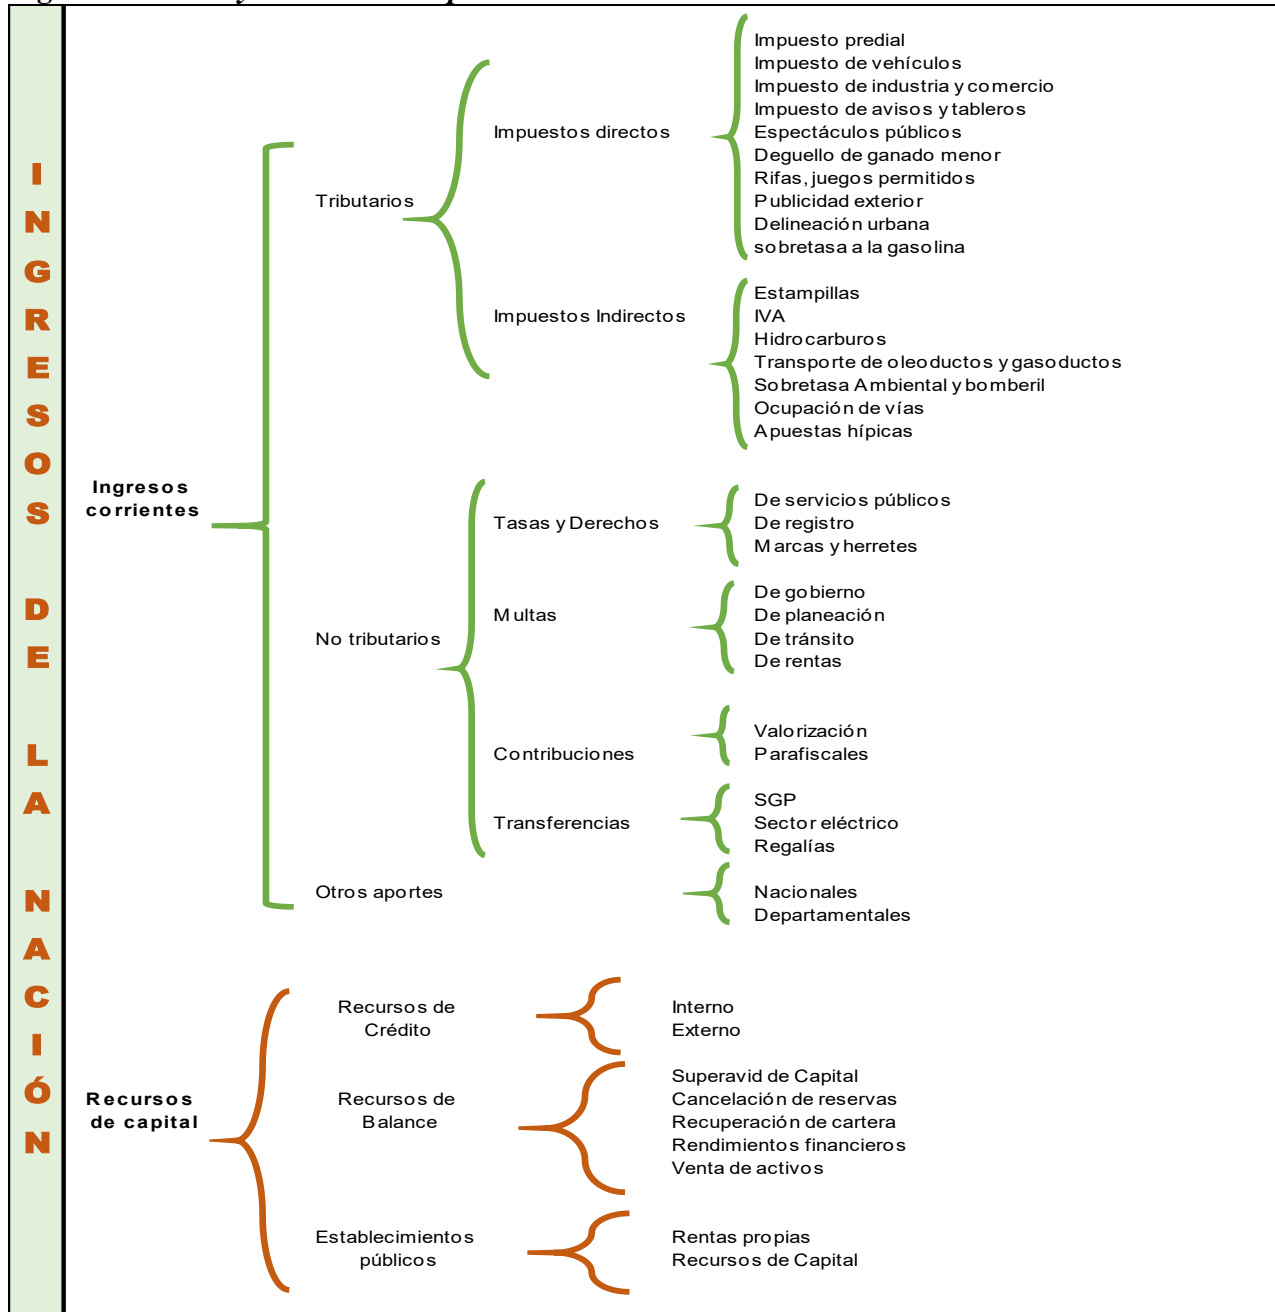 INGRESOS DE LA NACIÓN
Ingresos
corrientes
Tributarios
Impuestos directos
Impuesto predial
Impuesto de vehículos
Impuesto de industria y comercio
Impuesto de avisos y tableros
Espectáculos públicos
Deguello de ganado menor
Rifas, juegos permitidos
Publicidad exterior
Delineación urbana
sobretasa a la gasolina
Impuestos Indirectos
Estampillas
IVA
Hidrocarburos
Transporte de oleoductos y gasoductos
Sobretasa Ambiental y bomberil
Ocupación de vías
Apuestas hípicas
No tributarios
Tasas y Derechos
De servicios públicos
De registro
Marcas y herretes
Multas
De gobierno
De planeación
De tránsito
De rentas
Contribuciones
Valorización
Parafiscales
Transferencias
SGP
Sector eléctrico
Regalías
Otros aportes
Nacionales
Departamentales
Recursos
de capital
Recursos de
Crédito
Interno
Externo
Recursos de
Balance
Superavid de Capital
Cancelación de reservas
Recuperación de cartera
Rendimientos financieros
Venta de activos
Establecimientos
públicos
Rentas propias
Recursos de Capital